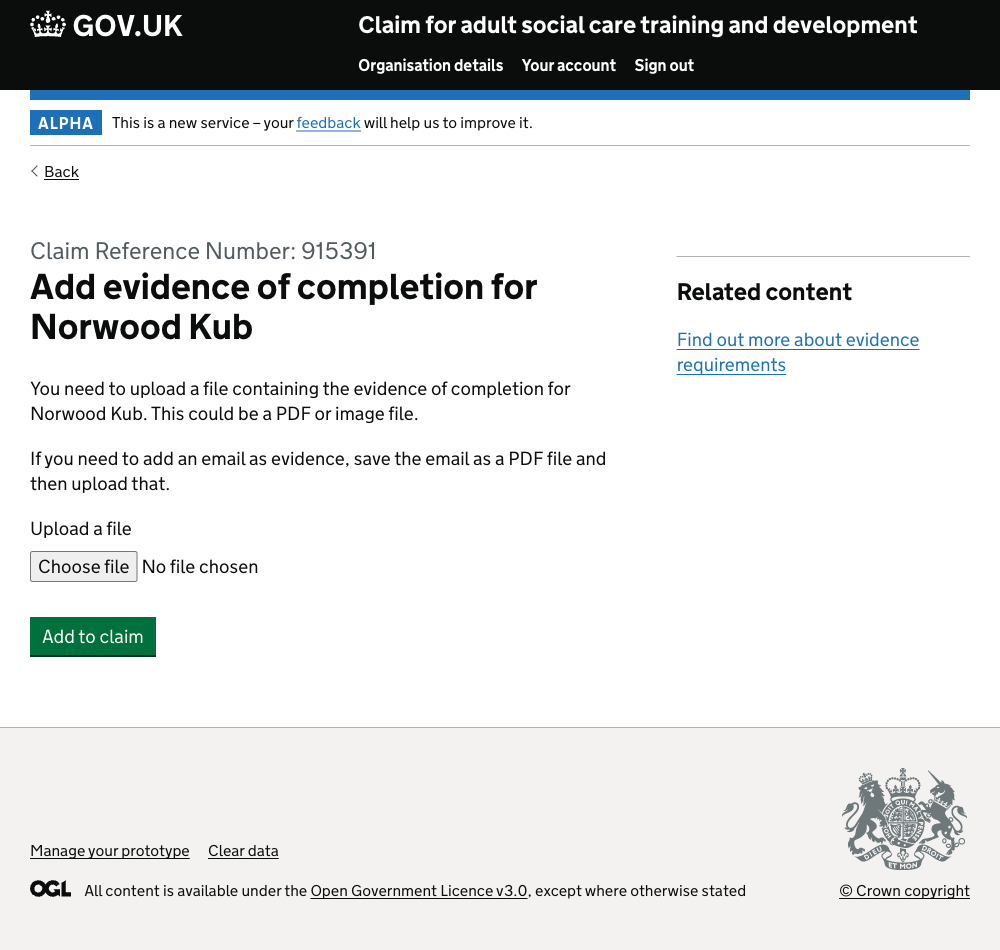 GOV.UK
Claim for adult social care training and development
Organisation details Your account Sign out
ALPHA This is a new service – your feedback will help us to improve it.
Back
Claim Reference Number: 915391
Add evidence of completion for
Norwood Kub
You need to upload a file containing the evidence of completion for
Norwood Kub. This could be a PDF or image file.
If you need to add an email as evidence, save the email as a PDF file and
then upload that.
Upload a file
Choose file No file chosen
Add to claim
Related content
Find out more about evidence
requirements
Manage your prototype Clear data
OGL All content is available under the Open Government Licence v3.0, except where otherwise stated
DIEU ET MON DROIT
© Crown copyright